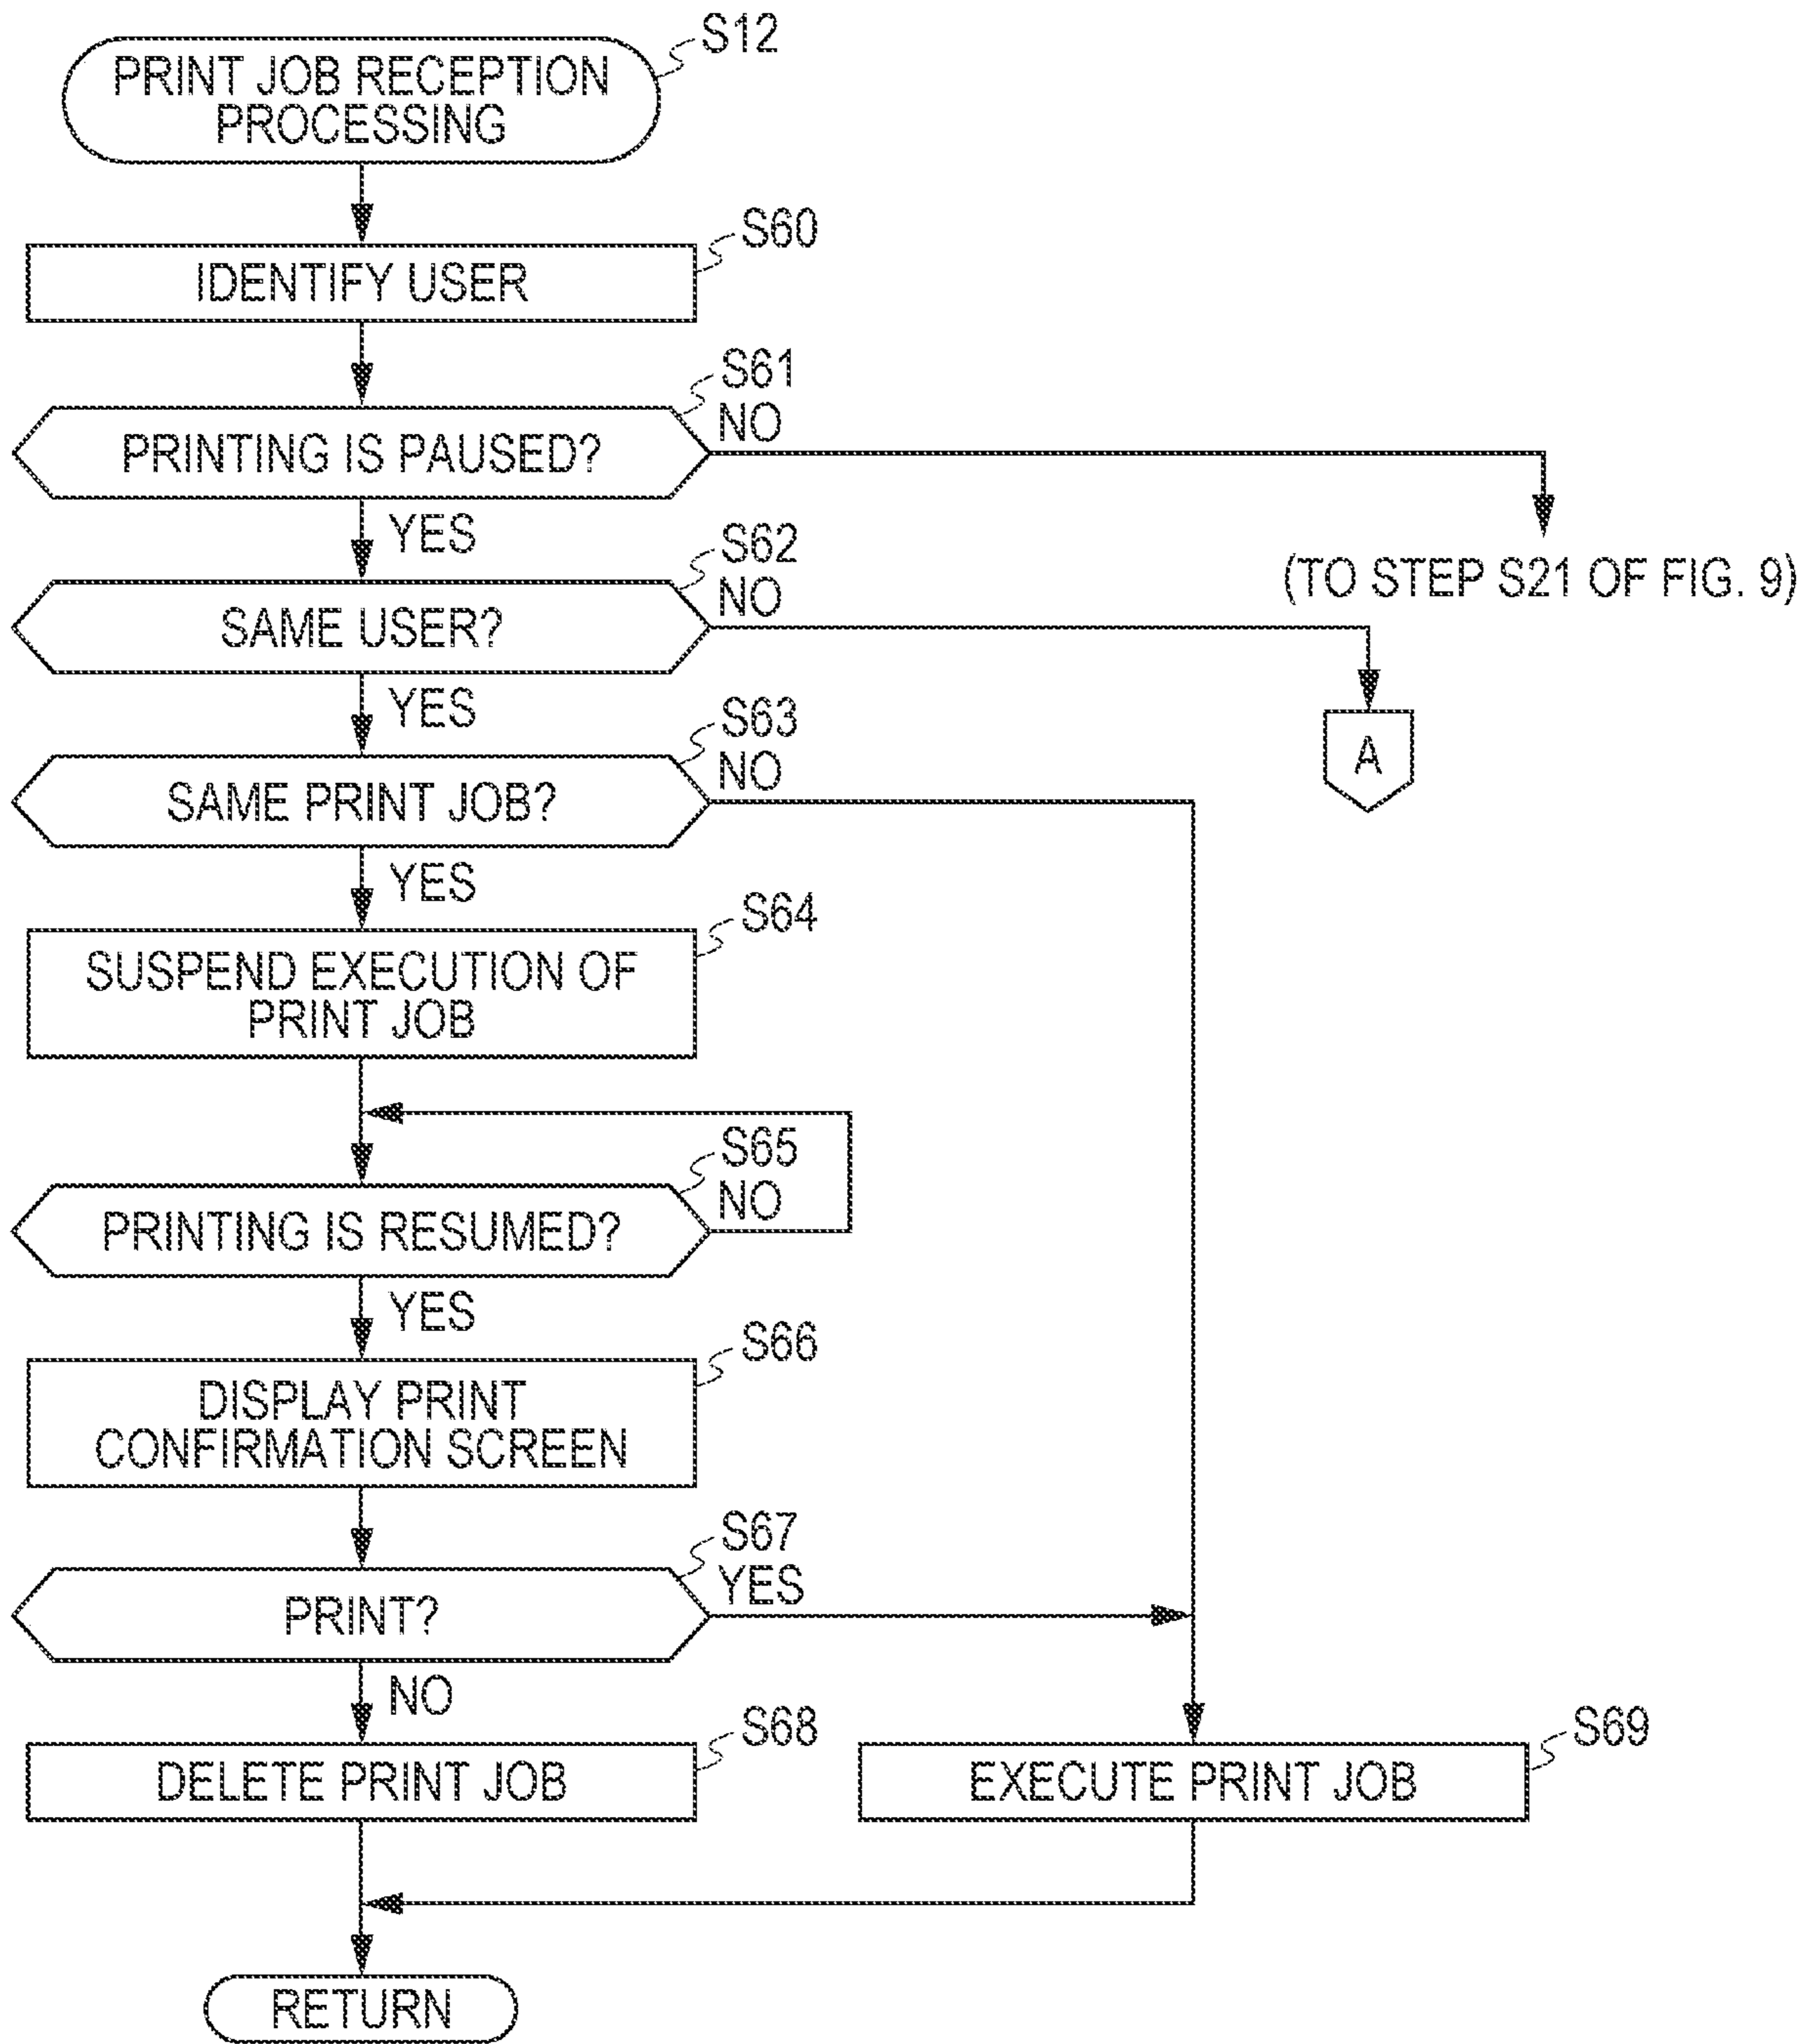 S12
PRINT JOB RECEPTION
PROCESSING
S60
IDENTIFY USER
S61
NO
PRINTING IS PAUSED?
YES
(TO STEP S21 OF FIG. 9)
S62
NO
SAME USER?
YES
A
S63
NO
SAME PRINT JOB?
YES
S64
SUSPEND EXECUTION OF
PRINT JOB
S65
NO
PRINTING IS RESUMED?
YES
S66
DISPLAY PRINT
CONFIRMATION SCREEN
S67
YES
PRINT?
NO
S68
DELETE PRINT JOB
S69
EXECUTE PRINT JOB
RETURN